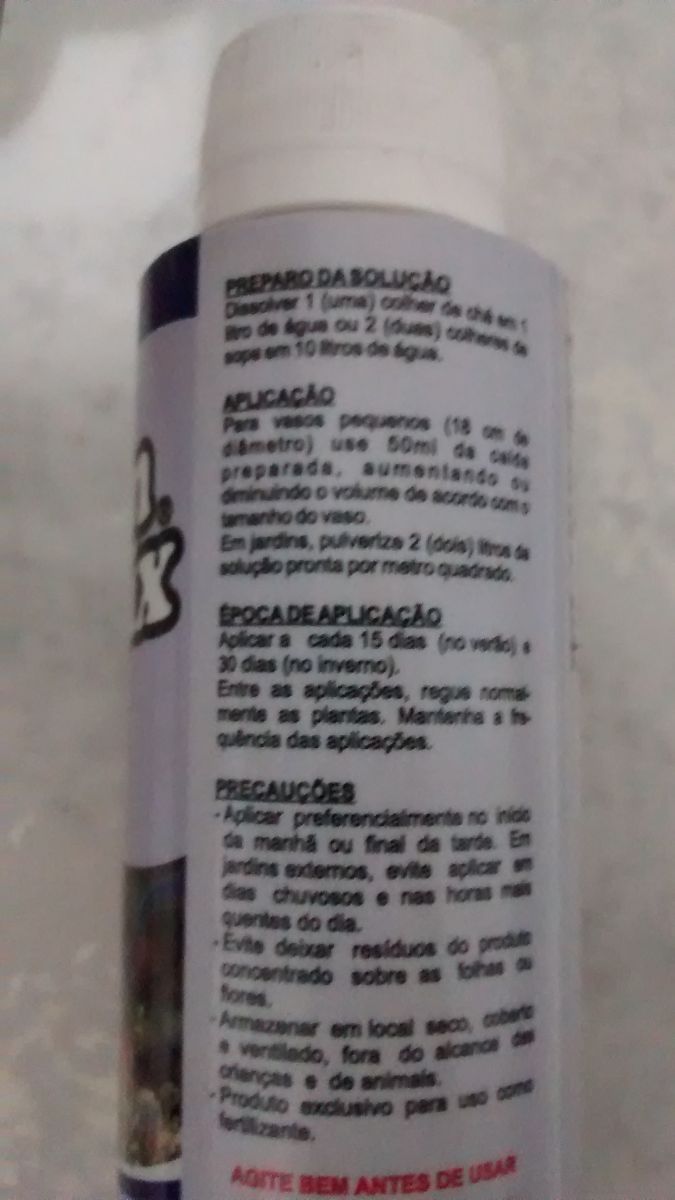 PREPARO DA SOLUÇÃO
Dissolver 1 (uma) colher de chá em 1
litro de água ou 2 (duas) colheres de
sopa em 10 litros de água.
APLICAÇÃO
Para vasos pequenos (18 cm de
diâmetro) use 50ml da calda
preparada, aumentando ou
diminuindo o volume de acordo com o
tamanho do vaso.
Em jardins, pulverize 2 (dois) litros da
solução pronta por metro quadrado.
ÉPOCA DE APLICAÇÃO
Aplicar a cada 15 dias (no verão) e
30 dias (no inverno).
Entre as aplicações, regue normal-
mente as plantas. Mantenha a fre-
quência das aplicações.
PRECAUÇÕES
-Aplicar preferencialmente no início
da manhã ou final da tarde. Em
jardins externos, evite aplicar em
dias chuvosos e nas horas mais
quentes do dia.
-Evite deixar resíduos do produto
concentrado sobre as folhas ou
flores.
-Armazenar em local seco, coberto
e ventilado, fora do alcance das
crianças e de animais.
-Produto exclusivo para uso como
fertilizante.
AGITE BEM ANTES DE USAR